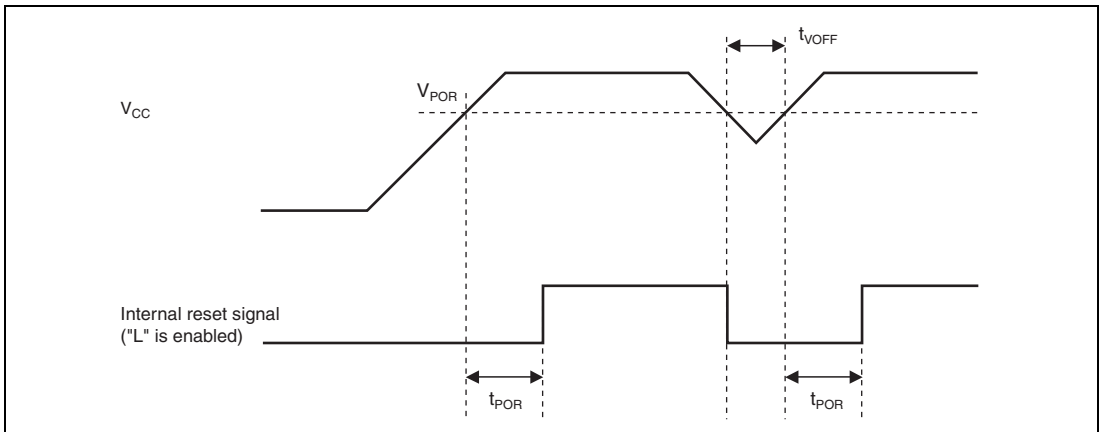 tVOFF
VPOR
VCC
Internal reset signal
("L" is enabled)
tPOR
tPOR